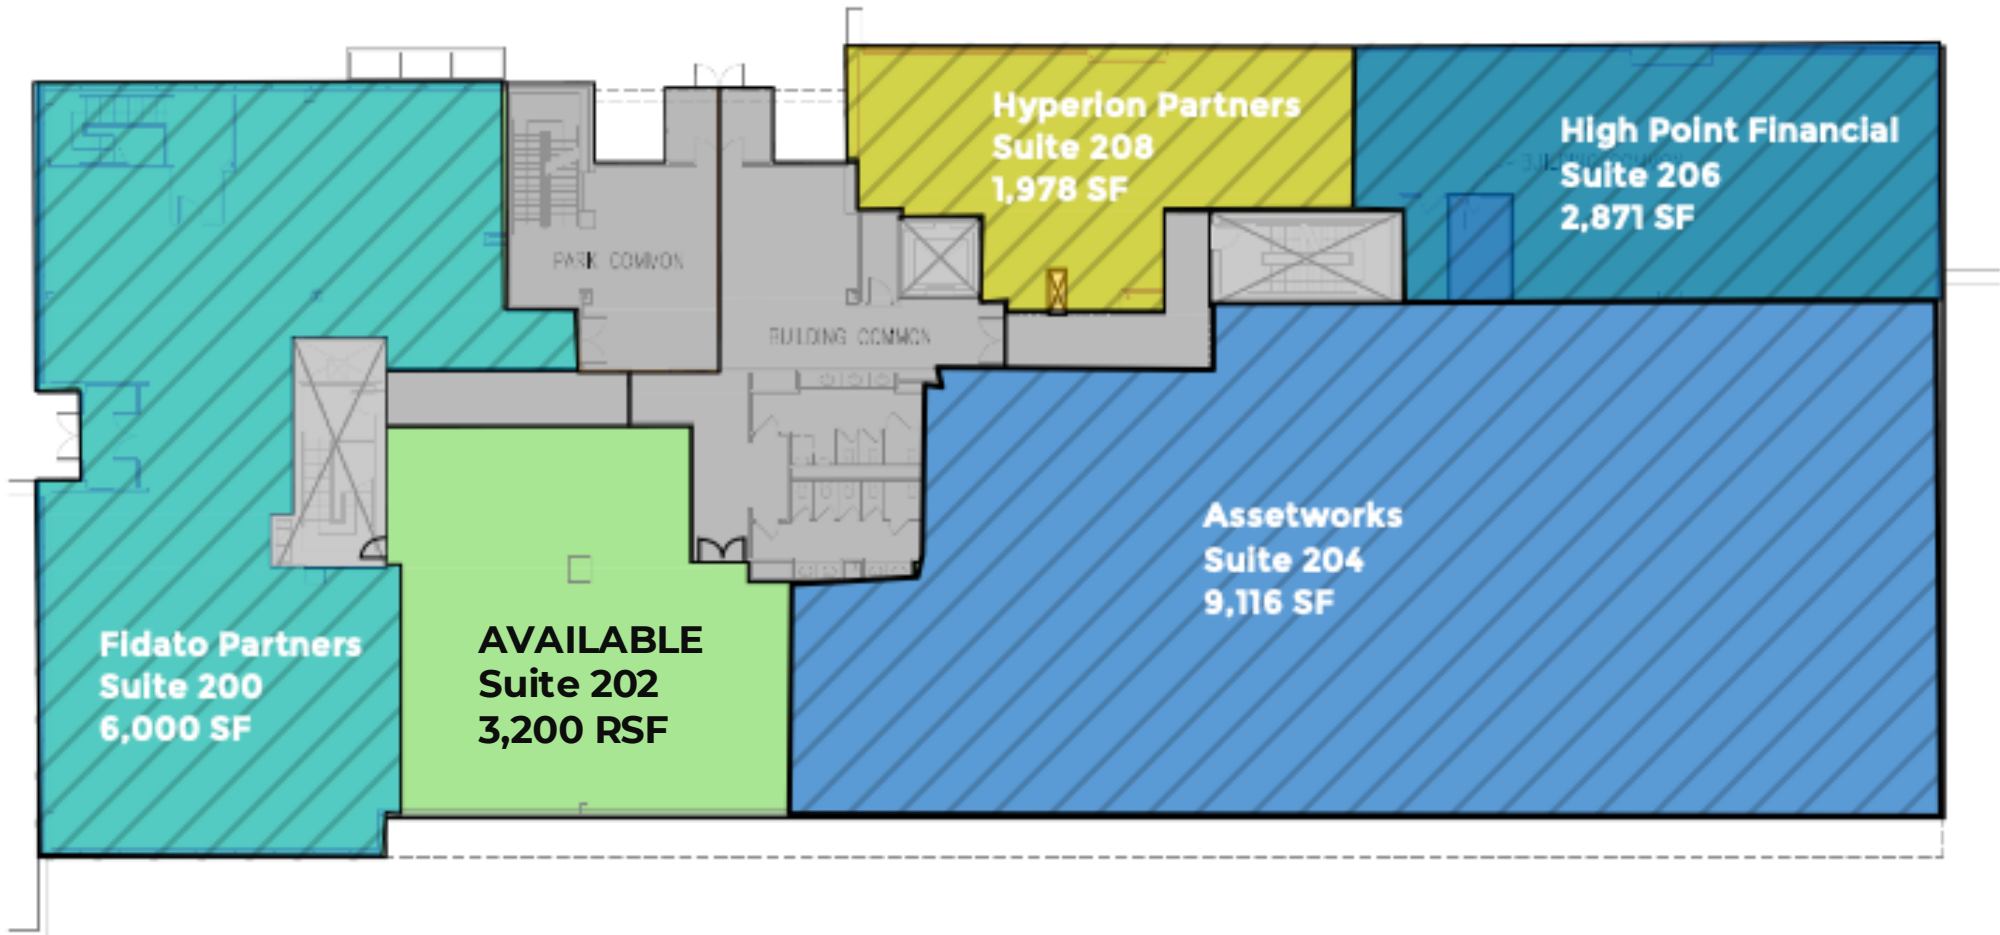 Hyperion Partners
Suite 208
1,978 SF
High Point Financial
Suite 206
2,871 SF
PARK COMMON
BUILDING COMMON
Assetworks
Suite 204
9,116 SF
Fidato Partners
Suite 200
6,000 SF
AVAILABLE
Suite 202
3,200 RSF